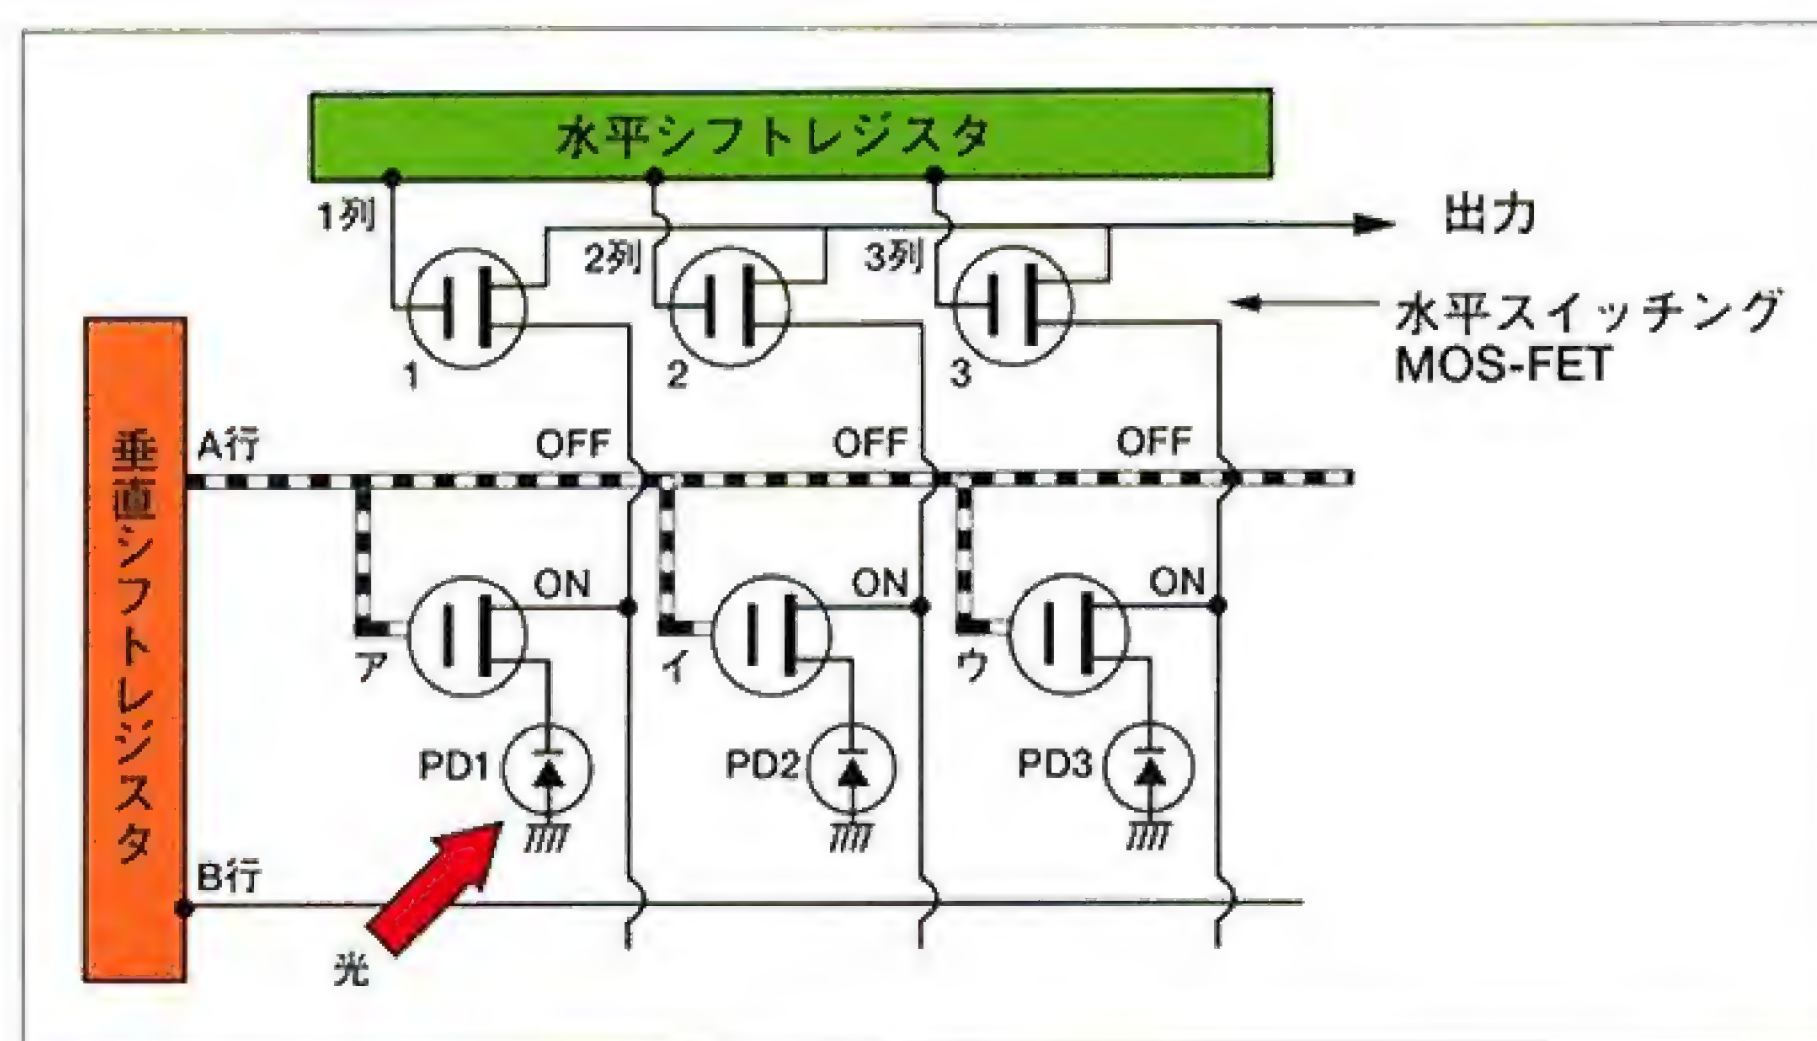 水平シフトレジスタ
1列
2列
3列
出力
水平スイッチング
MOS-FET
1
2
3
垂直シフトレジスタ
A行
OFF
OFF
OFF
ON
ON
ON
ア
イ
ウ
PD1
PD2
PD3
B行
光